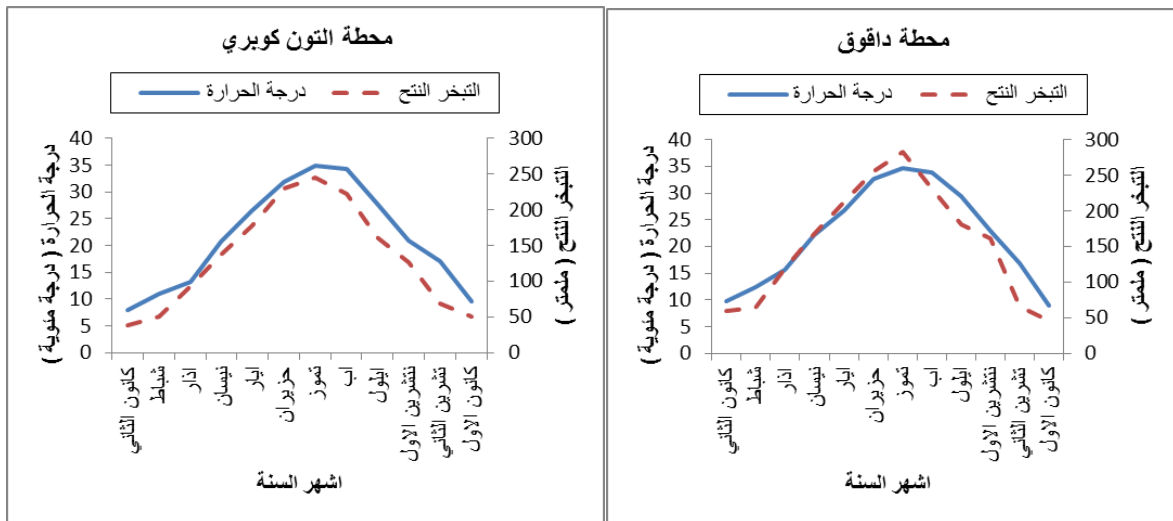 محطة التون كوبري
درجة الحرارة
التبخر النتح
درجة الحرارة ( درجة مئوية )
40
35
30
25
20
15
10
5
0
300
250
200
150
100
50
0
التبخر النتح ( ملمتر )
كانون الثاني
شباط
اذار
نيسان
ايار
حزيران
تموز
اب
ايلول
تشرين الاول
تشرين الثاني
كانون الاول
اشهر السنة
محطة داقوق
درجة الحرارة
التبخر النتح
درجة الحرارة ( درجة مئوية )
40
35
30
25
20
15
10
5
0
300
250
200
150
100
50
0
التبخر النتح ( ملمتر )
كانون الثاني
شباط
اذار
نيسان
ايار
حزيران
تموز
اب
ايلول
تشرين الاول
تشرين الثاني
كانون الاول
اشهر السنة